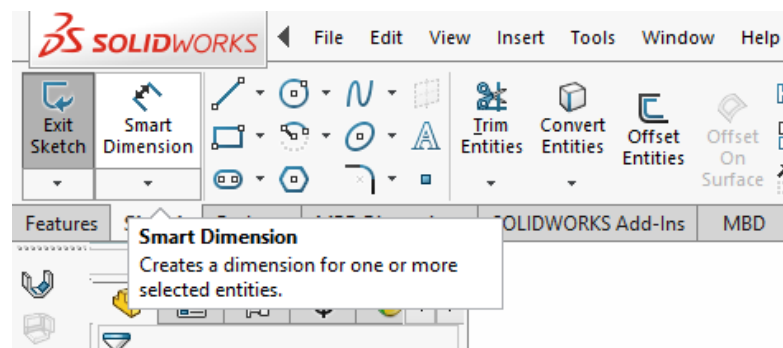 SOLIDWORKS File Edit View Insert Tools Window Help
Exit Sketch
Smart Dimension
Trim Entities
Convert Entities
Offset Entities
Offset On Surface
Features
SOLIDWORKS Add-Ins
MBD
Smart Dimension
Creates a dimension for one or more
selected entities.